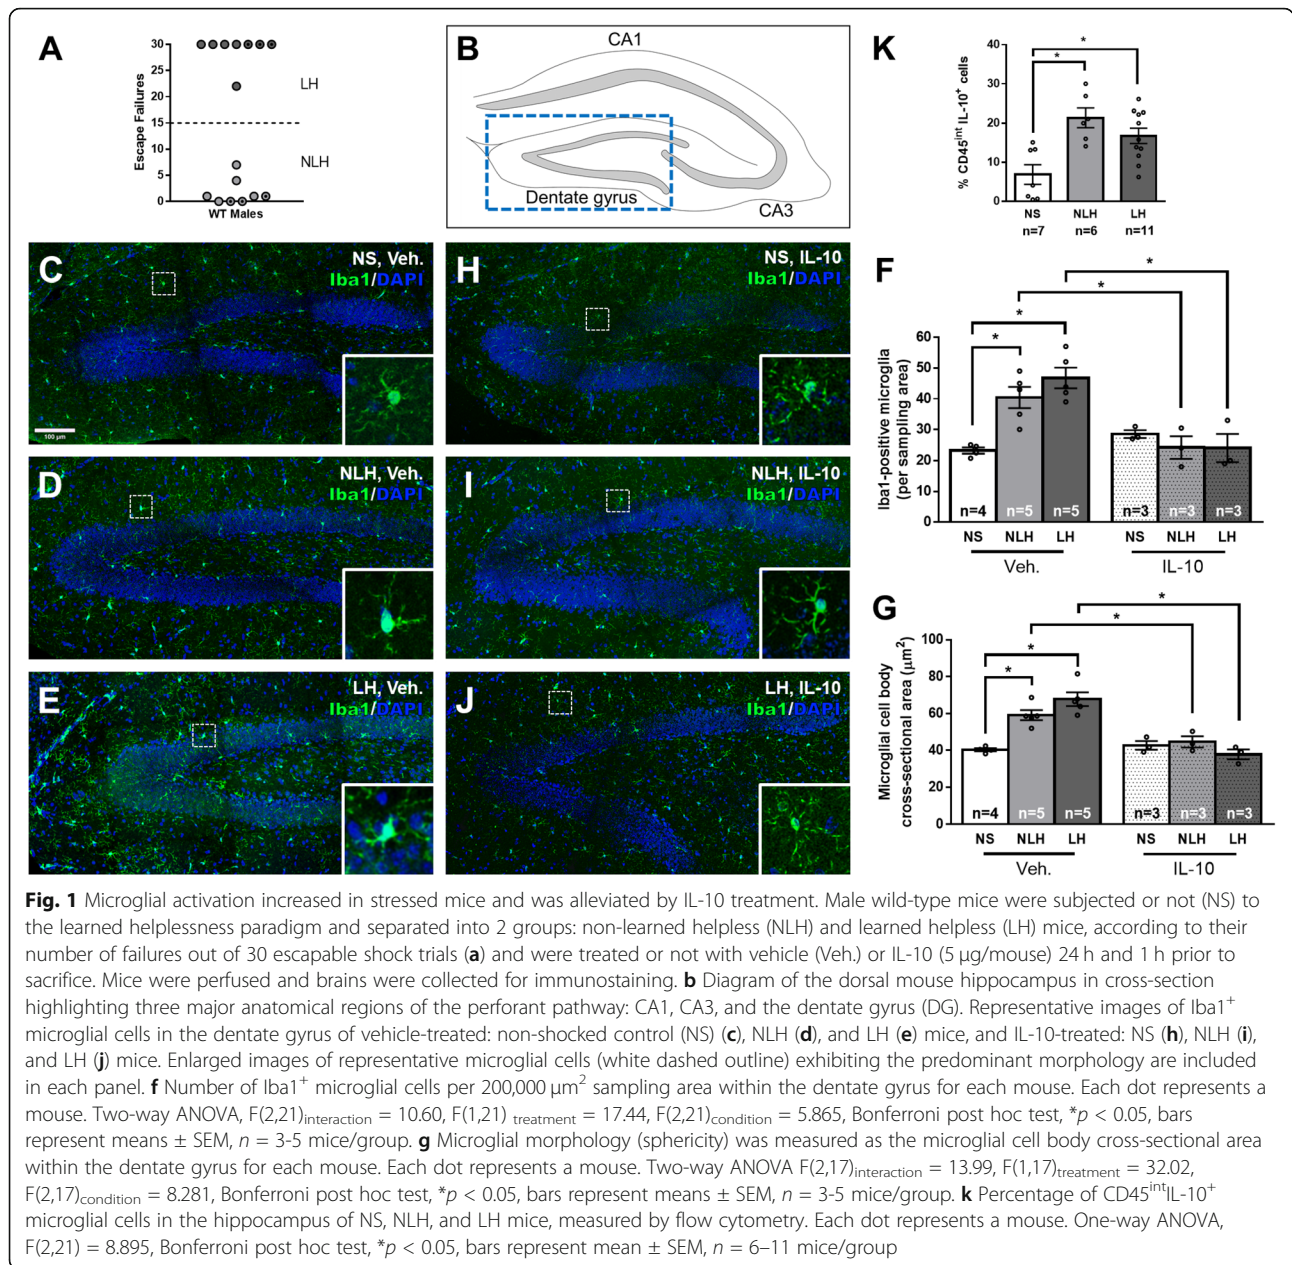 A
30
25
20
15
10
5
0
Escape Failures
LH
NLH
WT Males
B
CA1
Dentate gyrus
CA3
K
% CD45int IL-10+ cells
40
30
20
10
0
*
*
NS
NLH
LH
n=7
n=6
n=11
C
NS, Veh.
Iba1/DAPI
100 µm
H
NS, IL-10
Iba1/DAPI
D
NLH, Veh.
Iba1/DAPI
I
NLH, IL-10
Iba1/DAPI
E
LH, Veh.
Iba1/DAPI
J
LH, IL-10
Iba1/DAPI
F
Iba1-positive microglia
(per sampling area)
60
50
40
30
20
10
0
*
*
*
*
n=4
n=5
n=5
n=3
n=3
n=3
NS
NLH
LH
NS
NLH
LH
Veh.
IL-10
G
Microglial cell body
cross-sectional area (µm2)
100
80
60
40
20
0
*
*
*
*
n=4
n=5
n=5
n=3
n=3
n=3
NS
NLH
LH
NS
NLH
LH
Veh.
IL-10
Fig. 1 Microglial activation increased in stressed mice and was alleviated by IL-10 treatment. Male wild-type mice were subjected or not (NS) to
the learned helplessness paradigm and separated into 2 groups: non-learned helpless (NLH) and learned helpless (LH) mice, according to their
number of failures out of 30 escapable shock trials (a) and were treated or not with vehicle (Veh.) or IL-10 (5 µg/mouse) 24 h and 1 h prior to
sacrifice. Mice were perfused and brains were collected for immunostaining. b Diagram of the dorsal mouse hippocampus in cross-section
highlighting three major anatomical regions of the perforant pathway: CA1, CA3, and the dentate gyrus (DG). Representative images of Iba1+
microglial cells in the dentate gyrus of vehicle-treated: non-shocked control (NS) (c), NLH (d), and LH (e) mice, and IL-10-treated: NS (h), NLH (i),
and LH (j) mice. Enlarged images of representative microglial cells (white dashed outline) exhibiting the predominant morphology are included
in each panel. f Number of Iba1+ microglial cells per 200,000 µm2 sampling area within the dentate gyrus for each mouse. Each dot represents a
mouse. Two-way ANOVA, F(2,21)interaction = 10.60, F(1,21) treatment = 17.44, F(2,21)condition = 5.865, Bonferroni post hoc test, *p < 0.05, bars
represent means ± SEM, n = 3-5 mice/group. g Microglial morphology (sphericity) was measured as the microglial cell body cross-sectional area
within the dentate gyrus for each mouse. Each dot represents a mouse. Two-way ANOVA F(2,17)interaction = 13.99, F(1,17)treatment = 32.02,
F(2,17)condition = 8.281, Bonferroni post hoc test, *p < 0.05, bars represent means ± SEM, n = 3-5 mice/group. k Percentage of CD45intIL-10+
microglial cells in the hippocampus of NS, NLH, and LH mice, measured by flow cytometry. Each dot represents a mouse. One-way ANOVA,
F(2,21) = 8.895, Bonferroni post hoc test, *p < 0.05, bars represent mean ± SEM, n = 6–11 mice/group